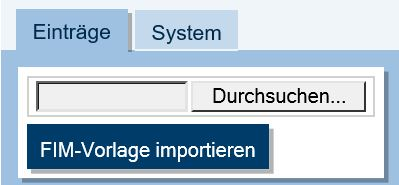 Einträge System
Durchsuchen...
FIM-Vorlage importieren